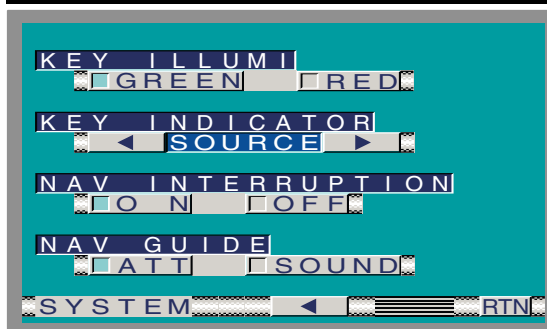 KEY ILLUMI
GREEN RED
KEY INDICATOR
◄ SOURCE ►
NAV INTERRUPTION
ON OFF
NAV GUIDE
ATT SOUND
SYSTEM ◄ RTN